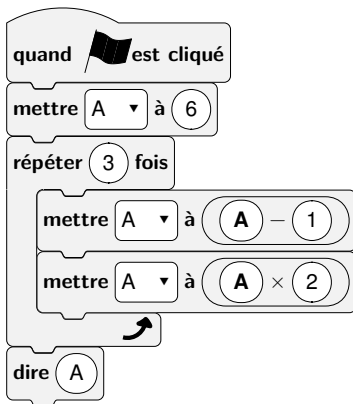 quand est cliqué
mettre A ▼ à 6
répéter 3 fois
mettre A ▼ à A − 1
mettre A ▼ à A × 2
dire A